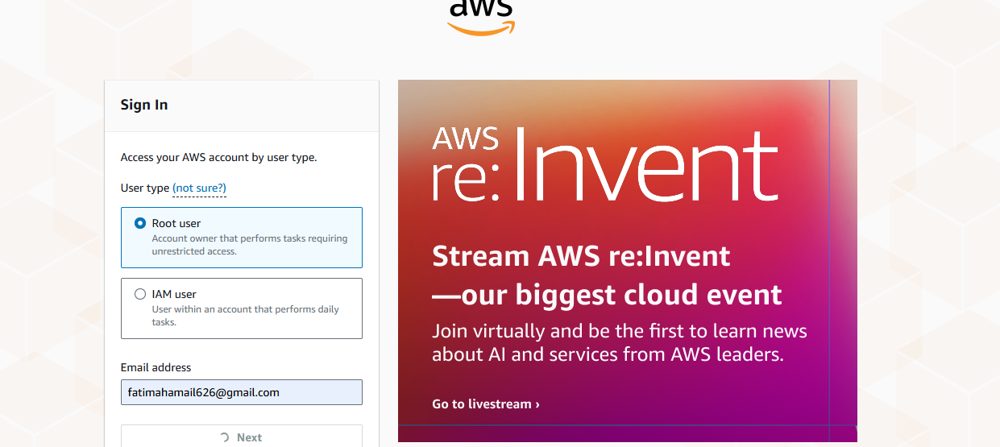 aws
Sign In
Access your AWS account by user type.
User type (not sure?)
Root user
Account owner that performs tasks requiring
unrestricted access.
IAM user
User within an account that performs daily
tasks.
Email address
fatimahamail626@gmail.com
Next
AWS
re:Invent
Stream AWS re:Invent
—our biggest cloud event
Join virtually and be the first to learn news
about AI and services from AWS leaders.
Go to livestream ›